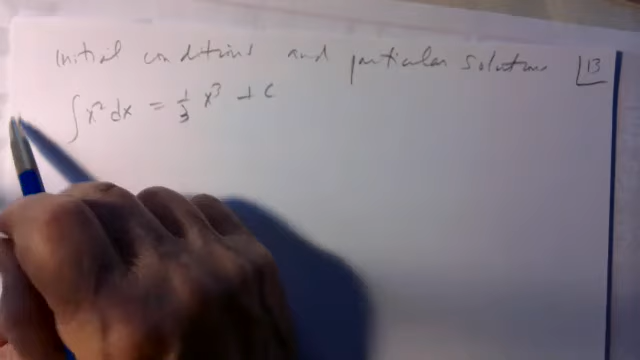 Initial conditions and particular solutions 13
∫ x² dx = 1/3 x³ + C